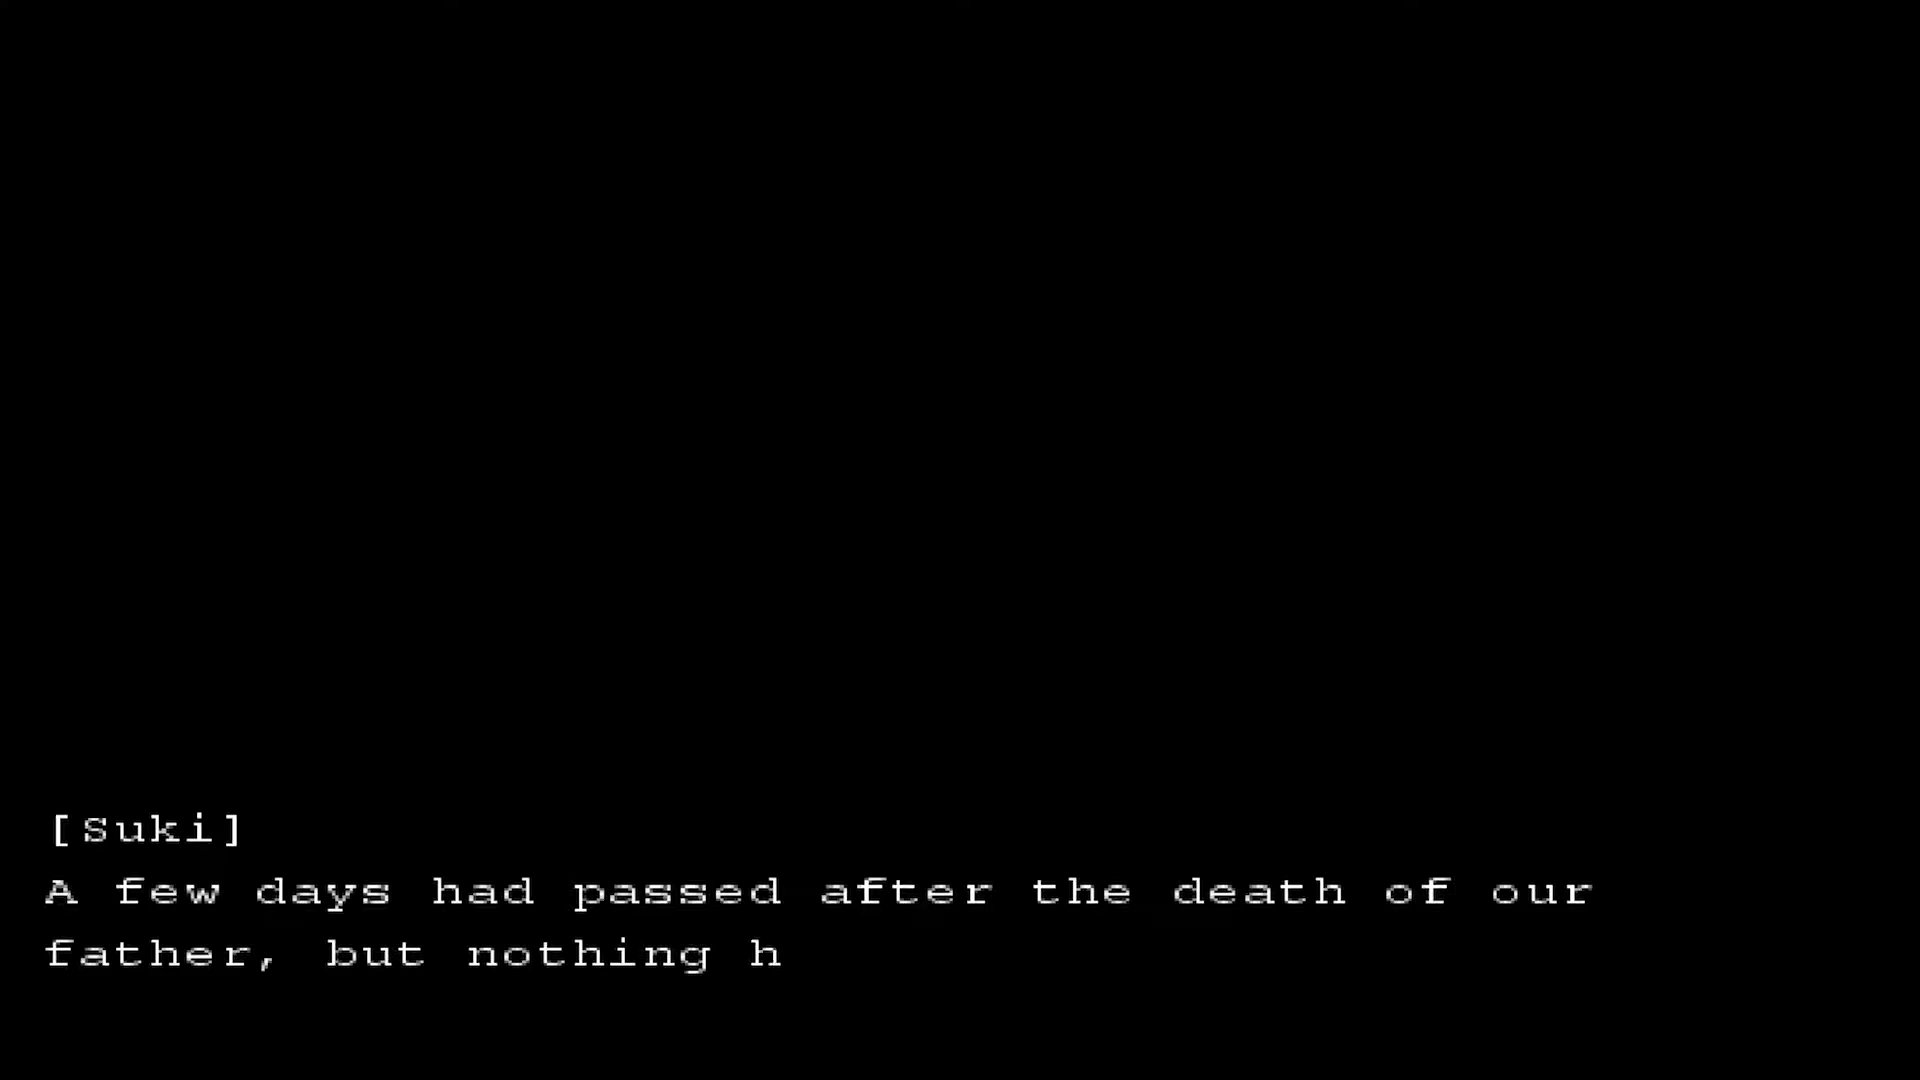 [Suki]
A few days had passed after the death of our
father, but nothing h